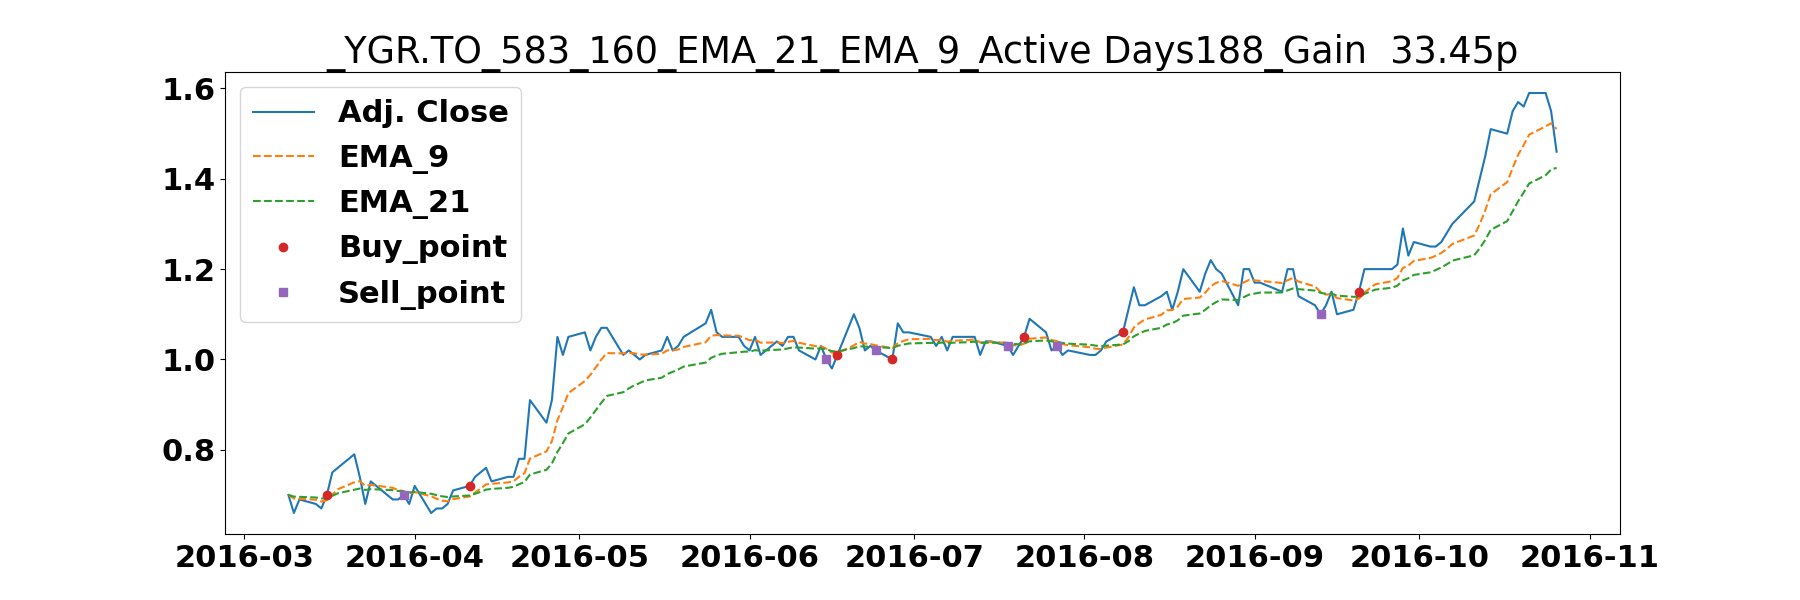 _YGR.TO_583_160_EMA_21_EMA_9_Active Days188_Gain  33.45p
1.6
1.4
1.2
1.0
0.8
Adj. Close
EMA_9
EMA_21
Buy_point
Sell_point
2016-03 2016-04 2016-05 2016-06 2016-07 2016-08 2016-09 2016-10 2016-11